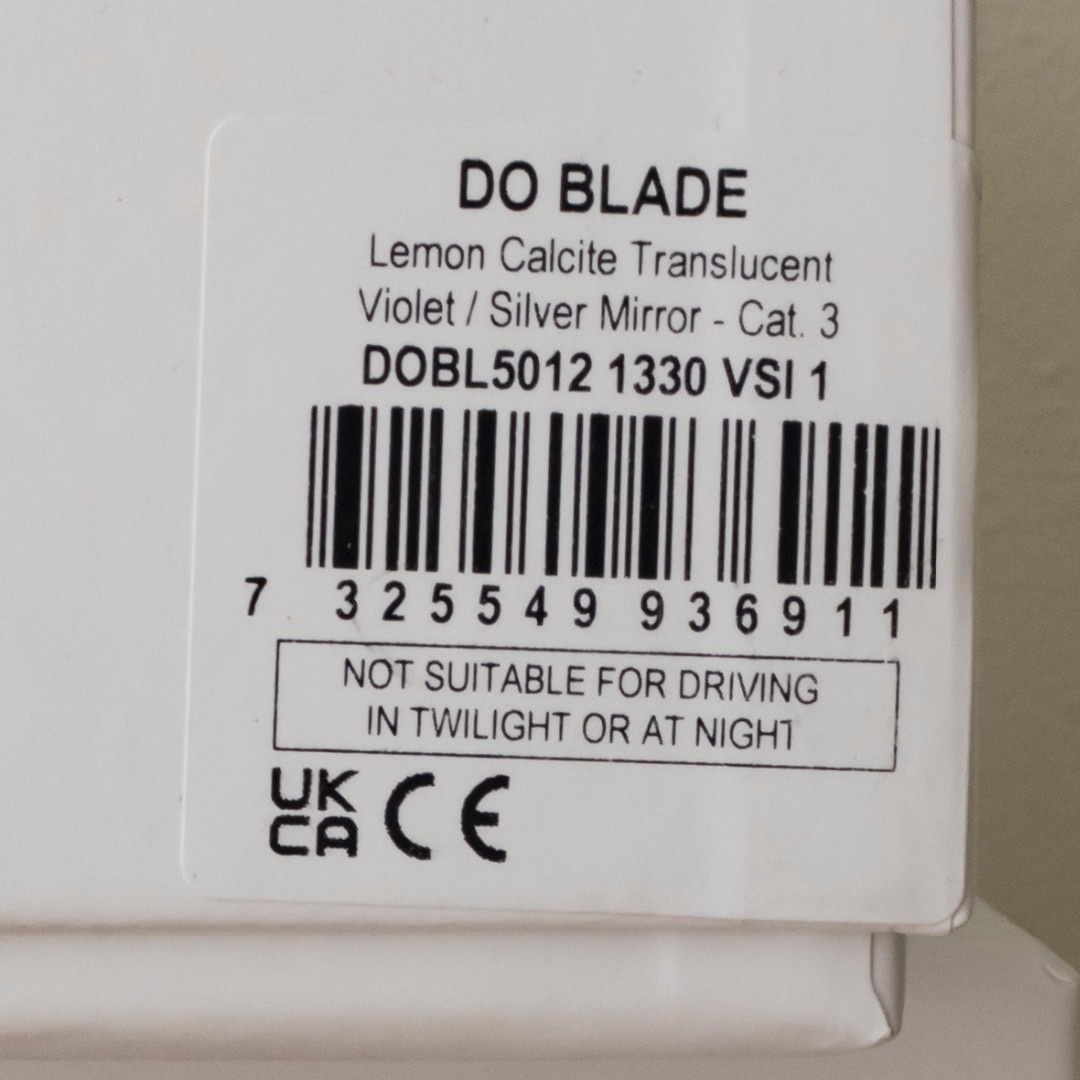 DO BLADE
Lemon Calcite Translucent
Violet / Silver Mirror - Cat. 3
DOBL5012 1330 VSI 1
7 325549 936911
NOT SUITABLE FOR DRIVING
IN TWILIGHT OR AT NIGHT
UK
CA CE